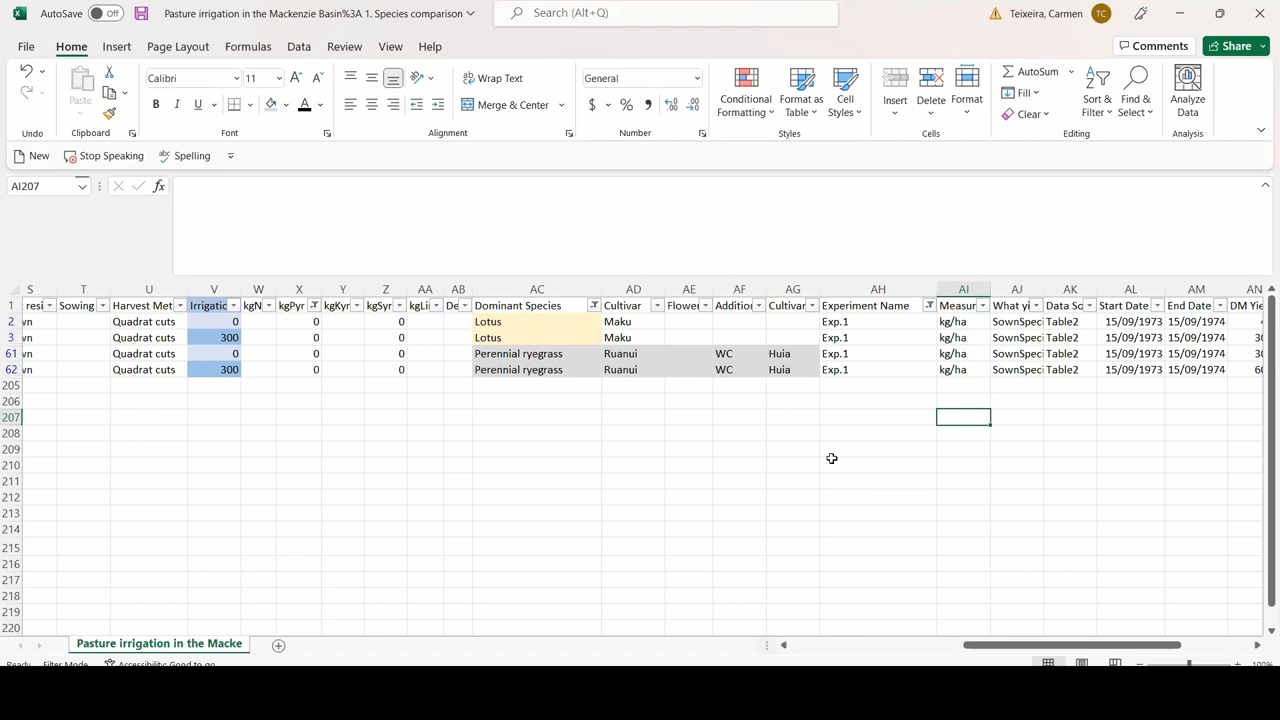 AutoSave Off Pasture irrigation in the Mackenzie Basin%3A 1. Species comparison Search (Alt+Q) Teixeira, Carmen TC
File Home Insert Page Layout Formulas Data Review View Help Comments Share
Calibri 11 Wrap Text General AutoSum
Paste Merge & Center Conditional Formatting Format as Table Cell Styles Insert Delete Format Fill Clear Sort & Filter Find & Select Analyze Data
Undo Clipboard Font Alignment Number Styles Cells Editing Analysis
New Stop Speaking Spelling
AI207 fx
S T U V W X Y Z AA AB AC AD AE AF AG AH AI AJ AK AL AM AN
1 resi Sowing Harvest Met Irrigatic kgN kgPyr kgKyr kgSyr kgLi De Dominant Species Cultivar Flower Additio Cultivar Experiment Name Measur What yi Data So Start Date End Date DM Yie
2 wn Quadrat cuts 0 0 0 Lotus Maku Exp.1 kg/ha SownSpeci Table2 15/09/1973 15/09/1974
3 wn Quadrat cuts 300 0 0 Lotus Maku Exp.1 kg/ha SownSpeci Table2 15/09/1973 15/09/1974 30
61 wn Quadrat cuts 0 0 0 Perennial ryegrass Ruanui WC Huia Exp.1 kg/ha SownSpeci Table2 15/09/1973 15/09/1974 30
62 wn Quadrat cuts 300 0 0 Perennial ryegrass Ruanui WC Huia Exp.1 kg/ha SownSpeci Table2 15/09/1973 15/09/1974 60
205
206
207
208
209
210
211
212
213
214
215
216
217
218
219
220
Pasture irrigation in the Macke
Ready Filter Mode Accessibility: Good to go 100%